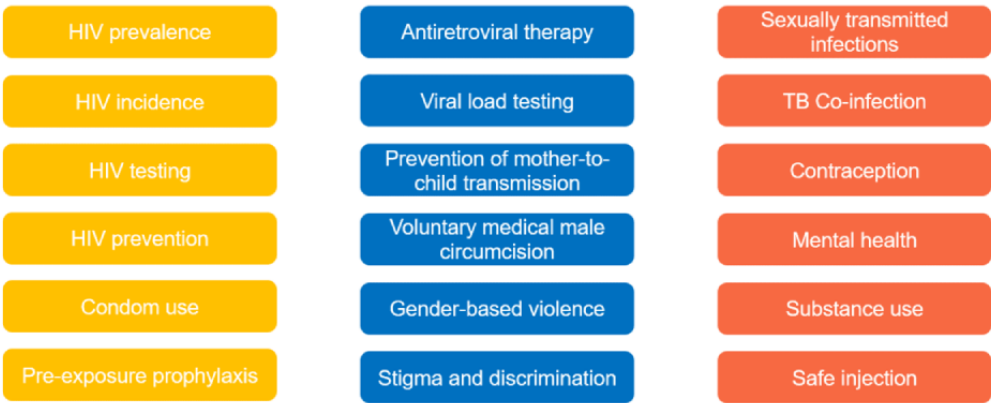 HIV prevalence
HIV incidence
HIV testing
HIV prevention
Condom use
Pre-exposure prophylaxis
Antiretroviral therapy
Viral load testing
Prevention of mother-to-
child transmission
Voluntary medical male
circumcision
Gender-based violence
Stigma and discrimination
Sexually transmitted
infections
TB Co-infection
Contraception
Mental health
Substance use
Safe injection